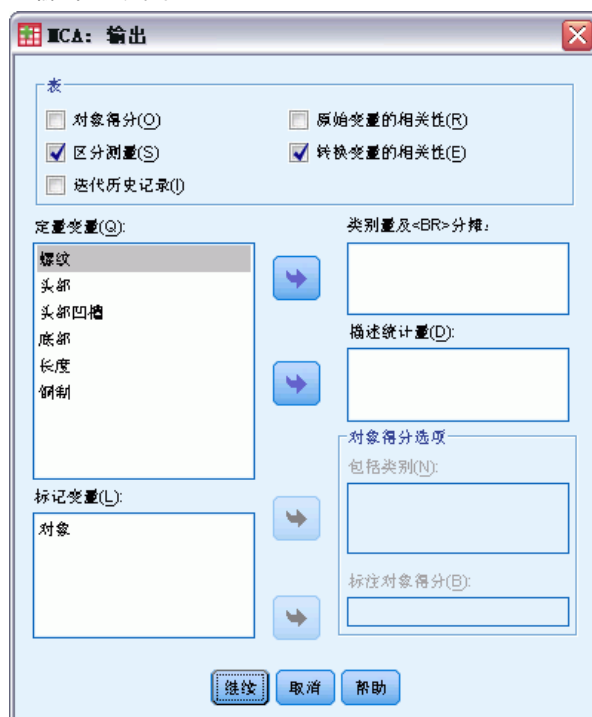 MCA: 输出
表
对象得分(O)
原始变量的相关性(R)
区分测量(S)
转换变量的相关性(E)
迭代历史记录(I)
定量变量(Q):
类别量及<BR>分摊:
螺纹
头部
头部凹槽
底部
长度
铜制
描述统计量(D):
对象得分选项
包括类别(N):
标记变量(L):
对象
标注对象得分(B):
继续
取消
帮助